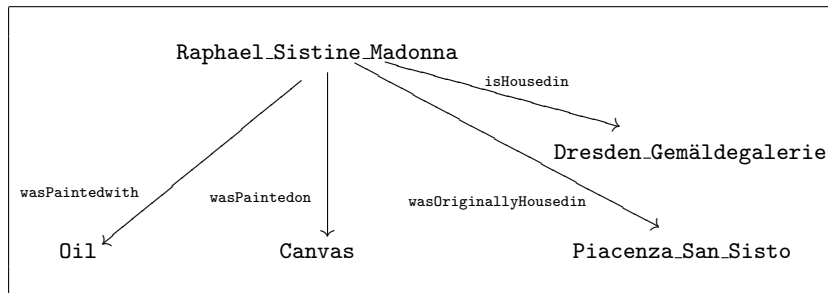 Raphael_Sistine_Madonna
isHousedin
Dresden_Gemäldegalerie
wasPaintedwith
wasPaintedon
wasOriginallyHousedin
Oil
Canvas
Piacenza_San_Sisto